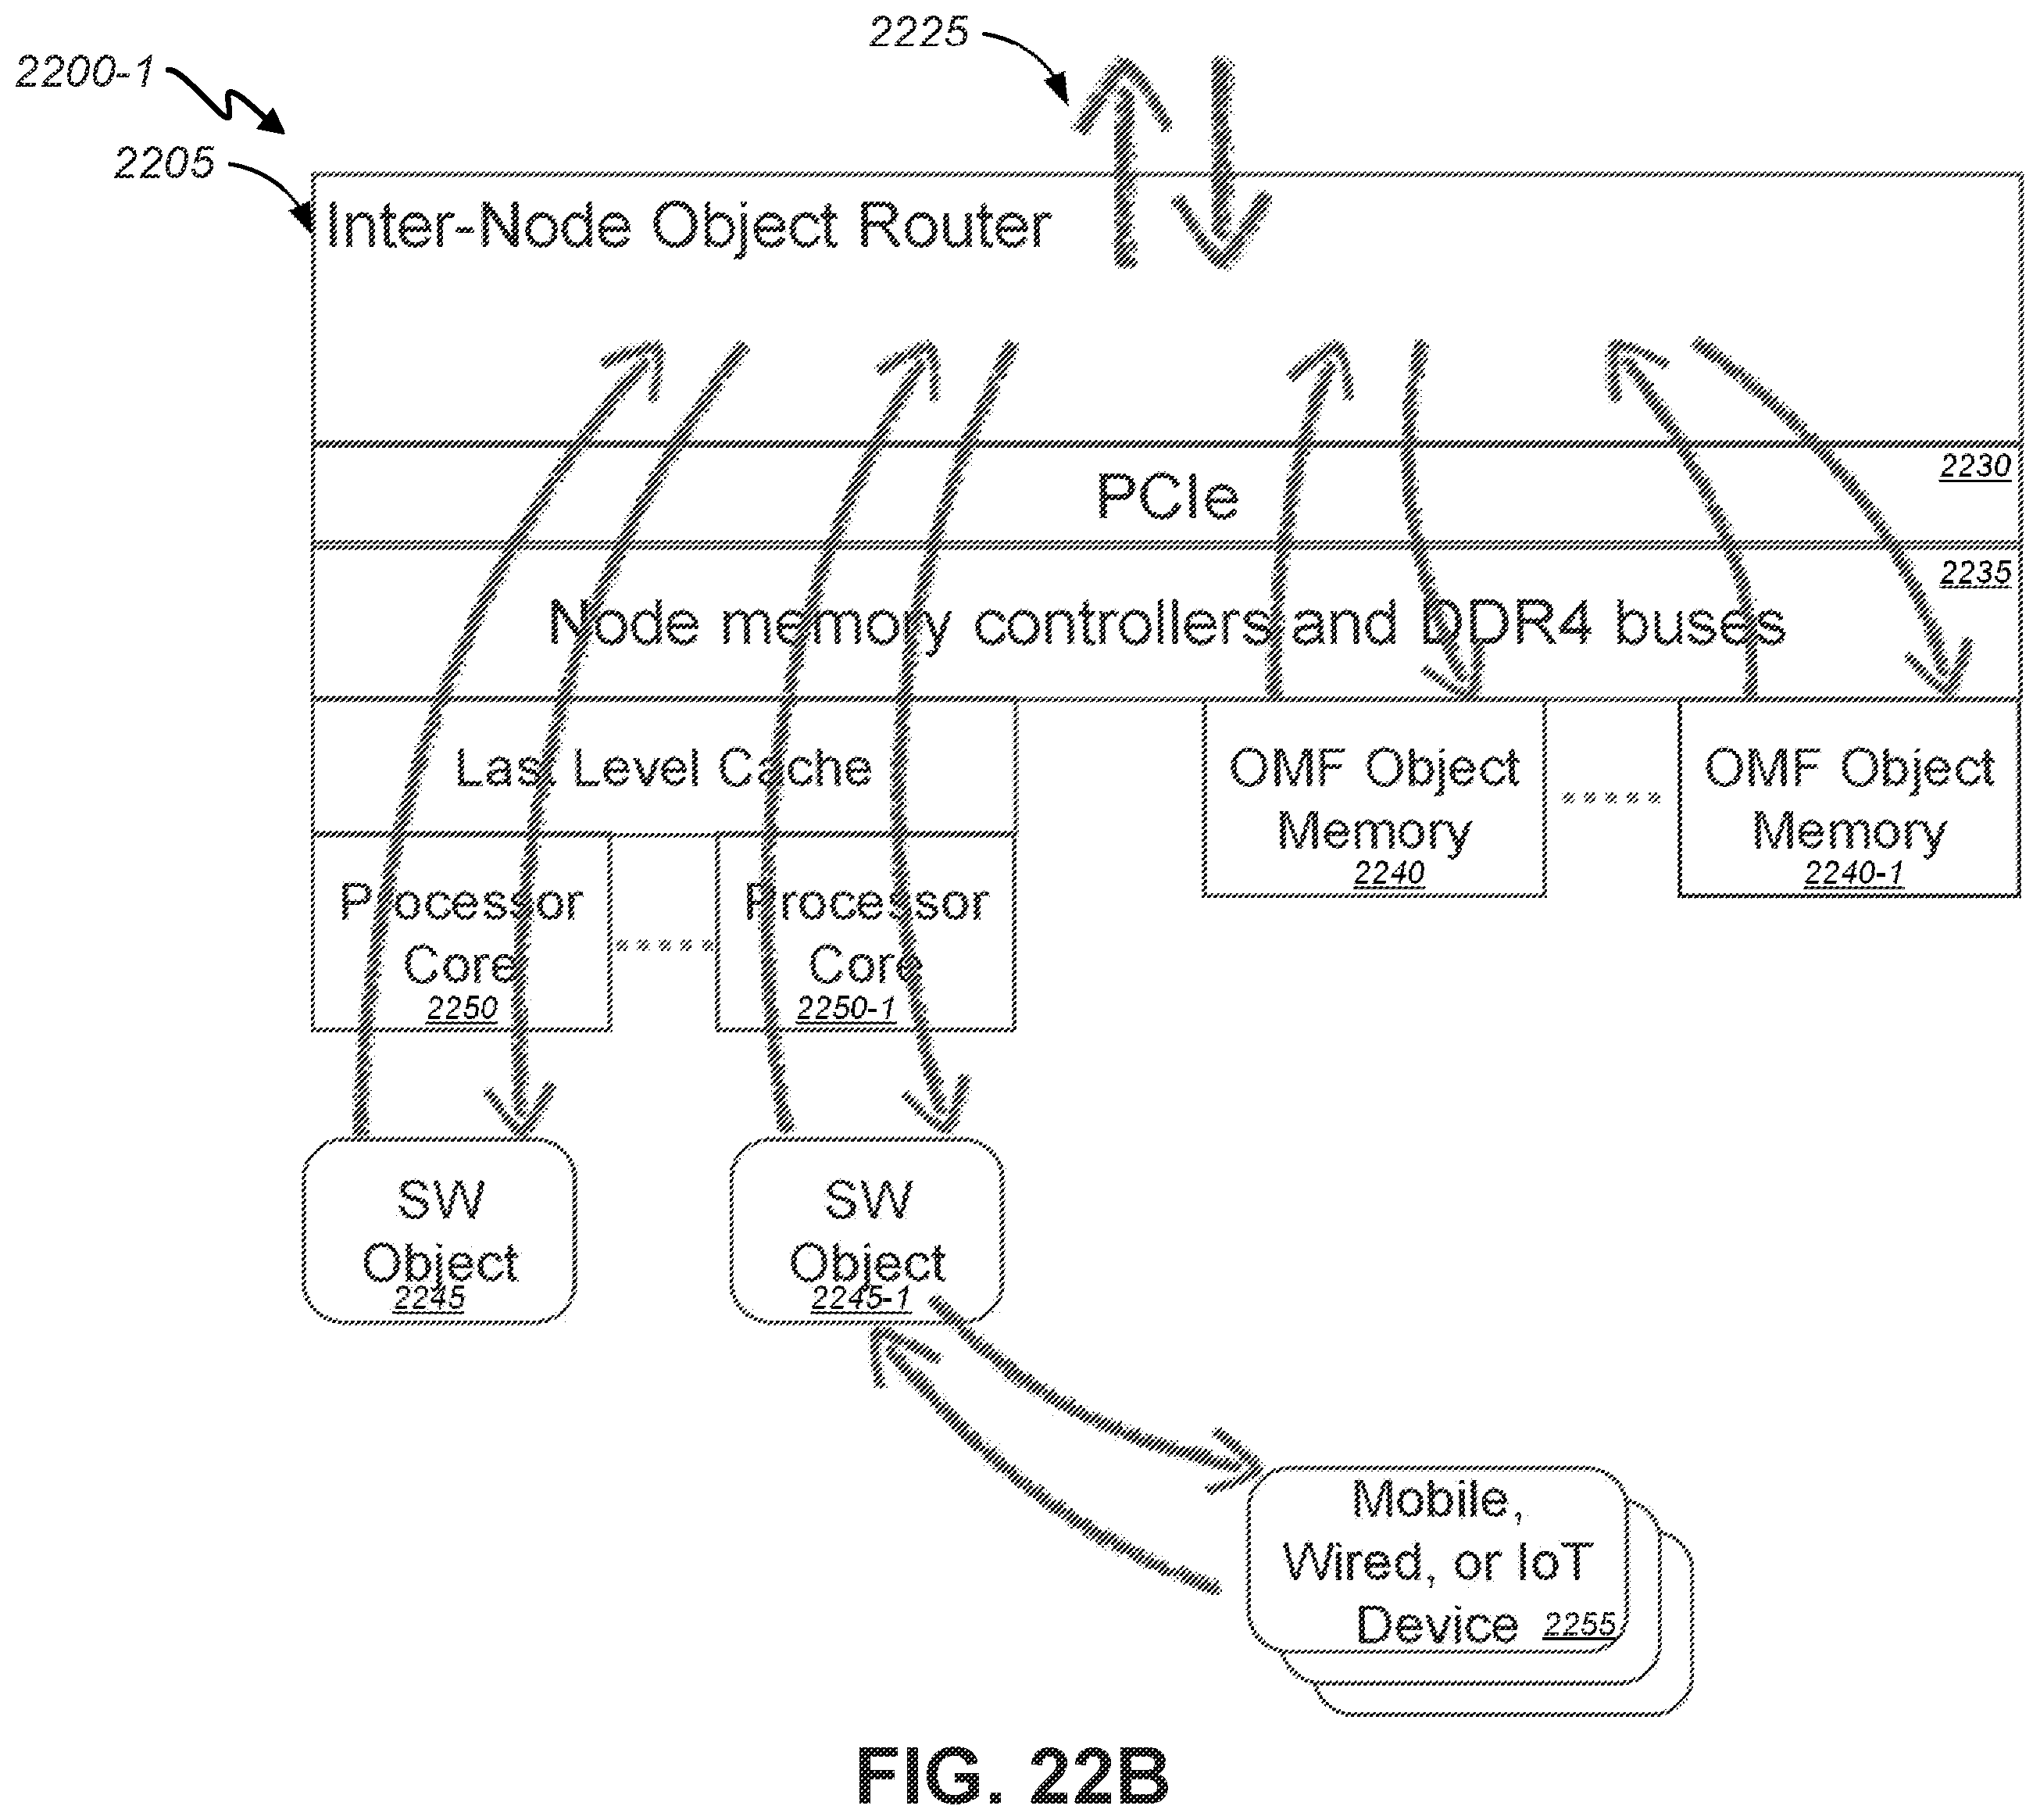 2225
2200-1
2205
Inter-Node Object Router
2230
PCIe
2235
Node memory controllers and DDR4 buses
Last Level Cache
OMF Object
Memory
2240
OMF Object
Memory
2240-1
Processor
Core
2250
Processor
Core
2250-1
SW
Object
2245
SW
Object
2245-1
Mobile,
Wired, or IoT
Device 2255
FIG. 22B